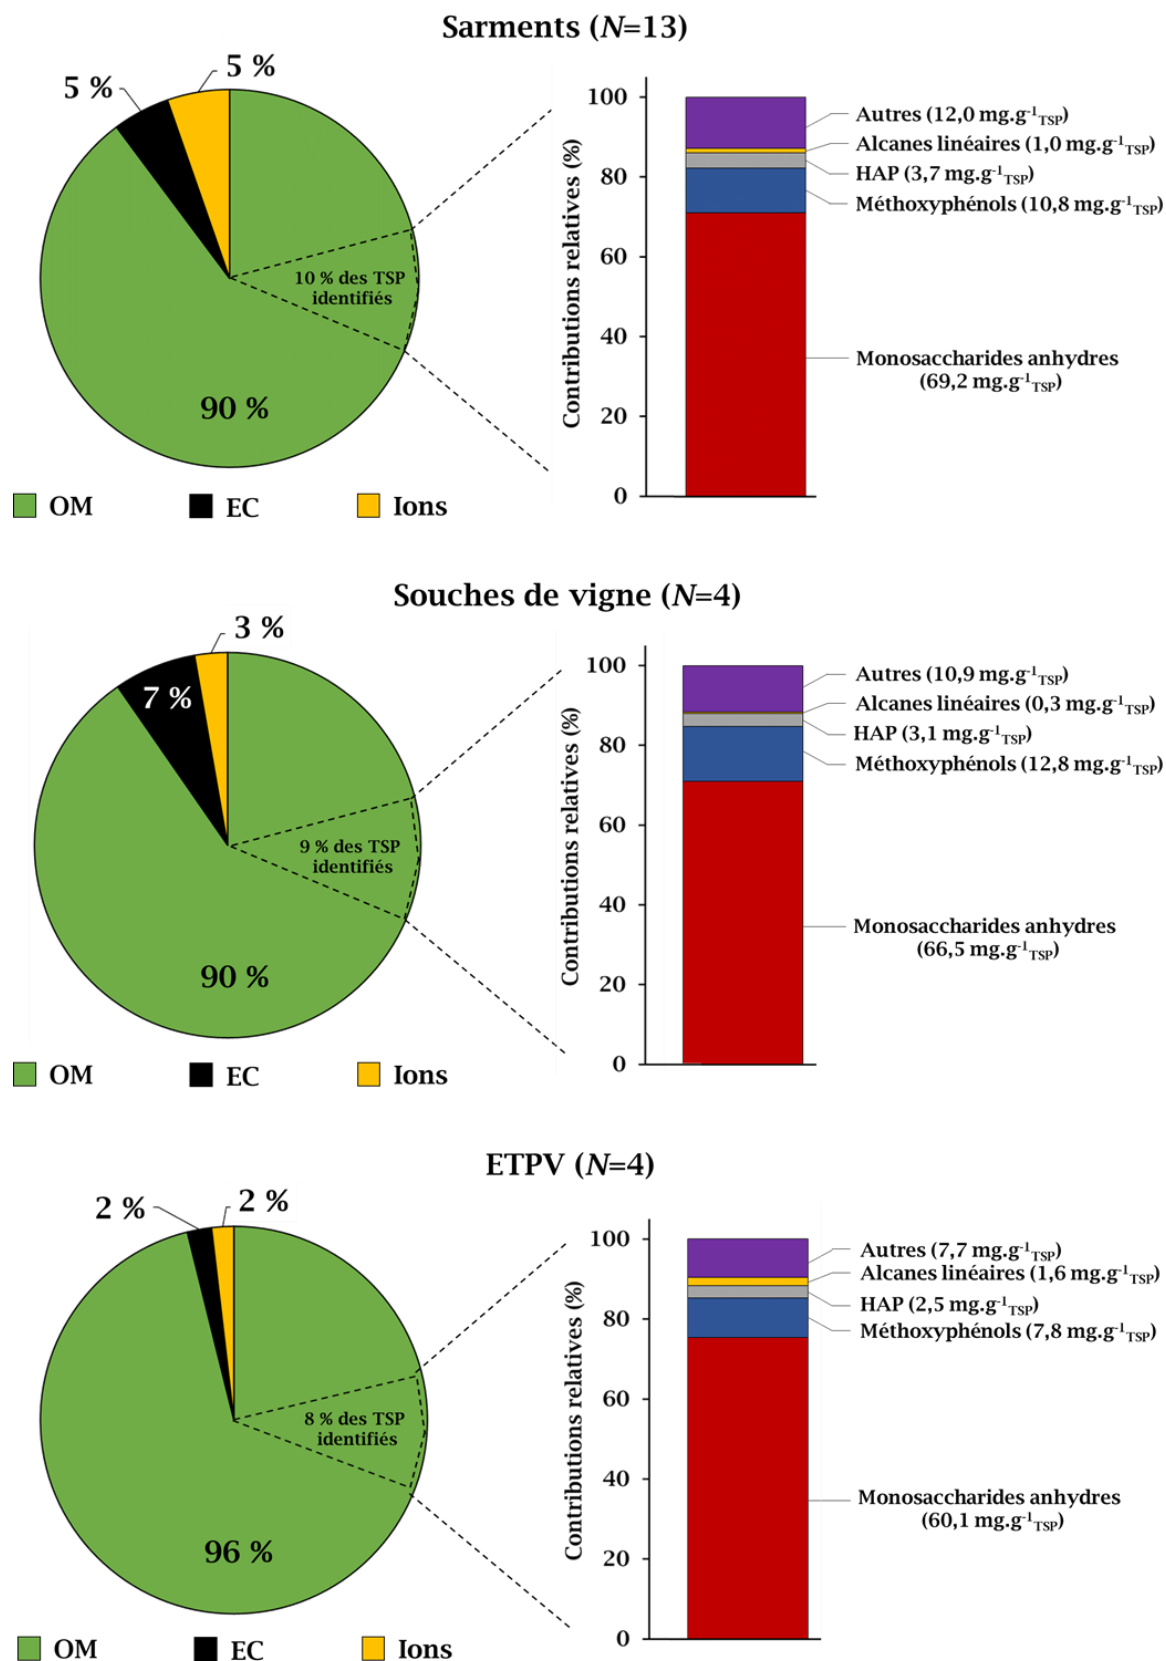 Sarments (N=13)
5 %
5 %
10 % des TSP
identifiés
90 %
OM
EC
Ions
Contributions relatives (%)
100
80
60
40
20
0
Autres (12,0 mg.g⁻¹TSP)
Alcanes linéaires (1,0 mg.g⁻¹TSP)
HAP (3,7 mg.g⁻¹TSP)
Méthoxyphénols (10,8 mg.g⁻¹TSP)
Monosaccharides anhydres
(69,2 mg.g⁻¹TSP)
Souches de vigne (N=4)
3 %
7 %
9 % des TSP
identifiés
90 %
OM
EC
Ions
Contributions relatives (%)
100
80
60
40
20
0
Autres (10,9 mg.g⁻¹TSP)
Alcanes linéaires (0,3 mg.g⁻¹TSP)
HAP (3,1 mg.g⁻¹TSP)
Méthoxyphénols (12,8 mg.g⁻¹TSP)
Monosaccharides anhydres
(66,5 mg.g⁻¹TSP)
ETPV (N=4)
2 %
2 %
8 % des TSP
identifiés
96 %
OM
EC
Ions
Contributions relatives (%)
100
80
60
40
20
0
Autres (7,7 mg.g⁻¹TSP)
Alcanes linéaires (1,6 mg.g⁻¹TSP)
HAP (2,5 mg.g⁻¹TSP)
Méthoxyphénols (7,8 mg.g⁻¹TSP)
Monosaccharides anhydres
(60,1 mg.g⁻¹TSP)